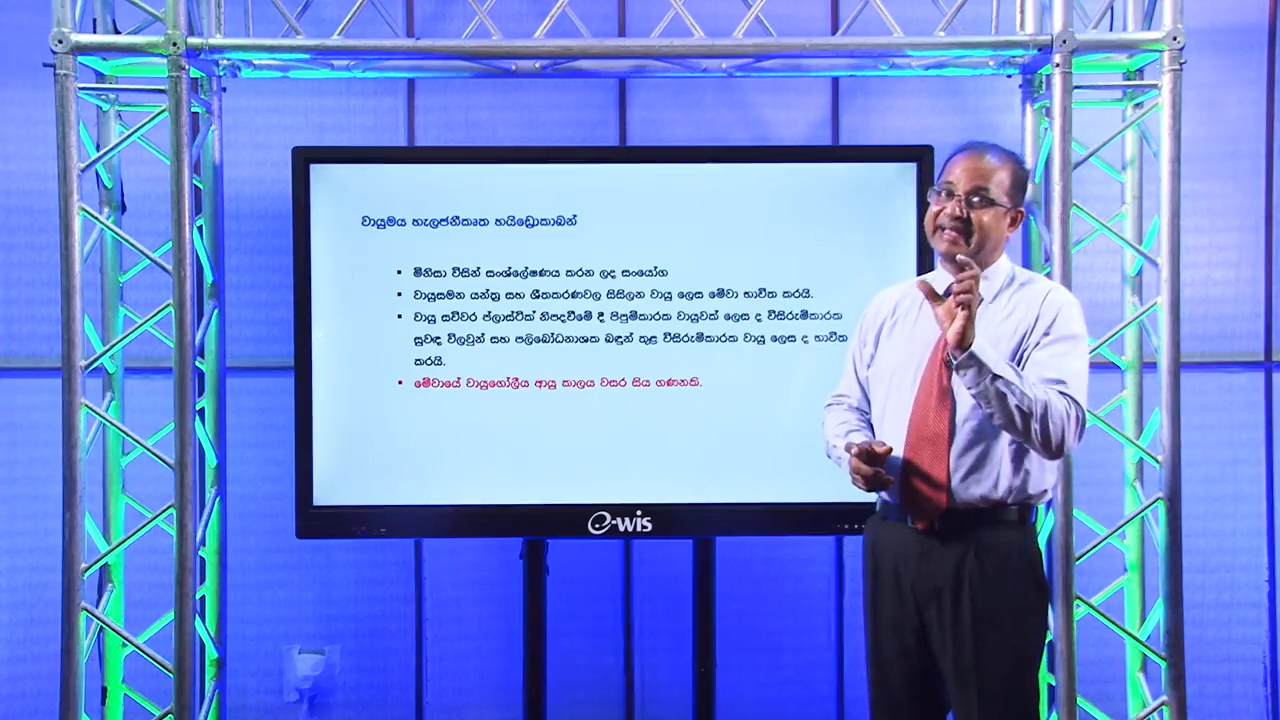 වායුමය හැලජනීකෘත හයිඩ්‍රොකාබන්
▪ මිනිසා විසින් සංශ්ලේෂණය කරන ලද සංයෝග
▪ වායුසමන යන්ත්‍ර සහ ශීතකරණවල සිසිලන වායු ලෙස මේවා භාවිත කරයි.
▪ වායු සවිවර ප්ලාස්ටික් නිපදවීමේ දී පිපුම්කාරක වායුවක් ලෙස ද විසිරුම්කාරක
සුවඳ විලවුන් සහ පලිබෝධනාශක බඳුන් තුළ විසිරුම්කාරක වායු ලෙස ද භාවිත
කරයි.
▪ මේවායේ වායුගෝලීය ආයු කාලය වසර සිය ගණනකි.
e-wis